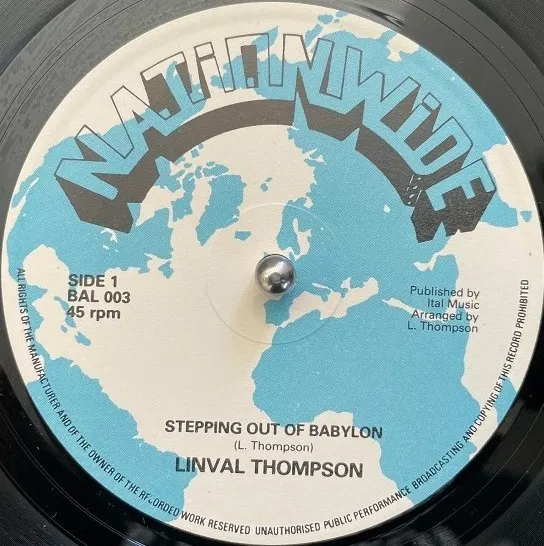 NATIONWIDE
SIDE 1
BAL 003
45 rpm
Published by
Ital Music
Arranged by
L. Thompson
STEPPING OUT OF BABYLON
(L. Thompson)
LINVAL THOMPSON
ALL RIGHTS OF THE MANUFACTURER AND OF THE OWNER OF THE RECORDED WORK RESERVED UNAUTHORISED PUBLIC PERFORMANCE BROADCASTING AND COPYING OF THIS RECORD PROHIBITED